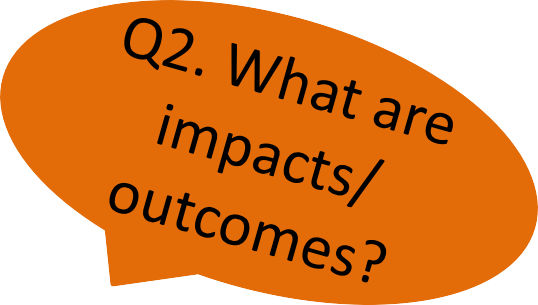 Q2. What are
impacts/
outcomes?